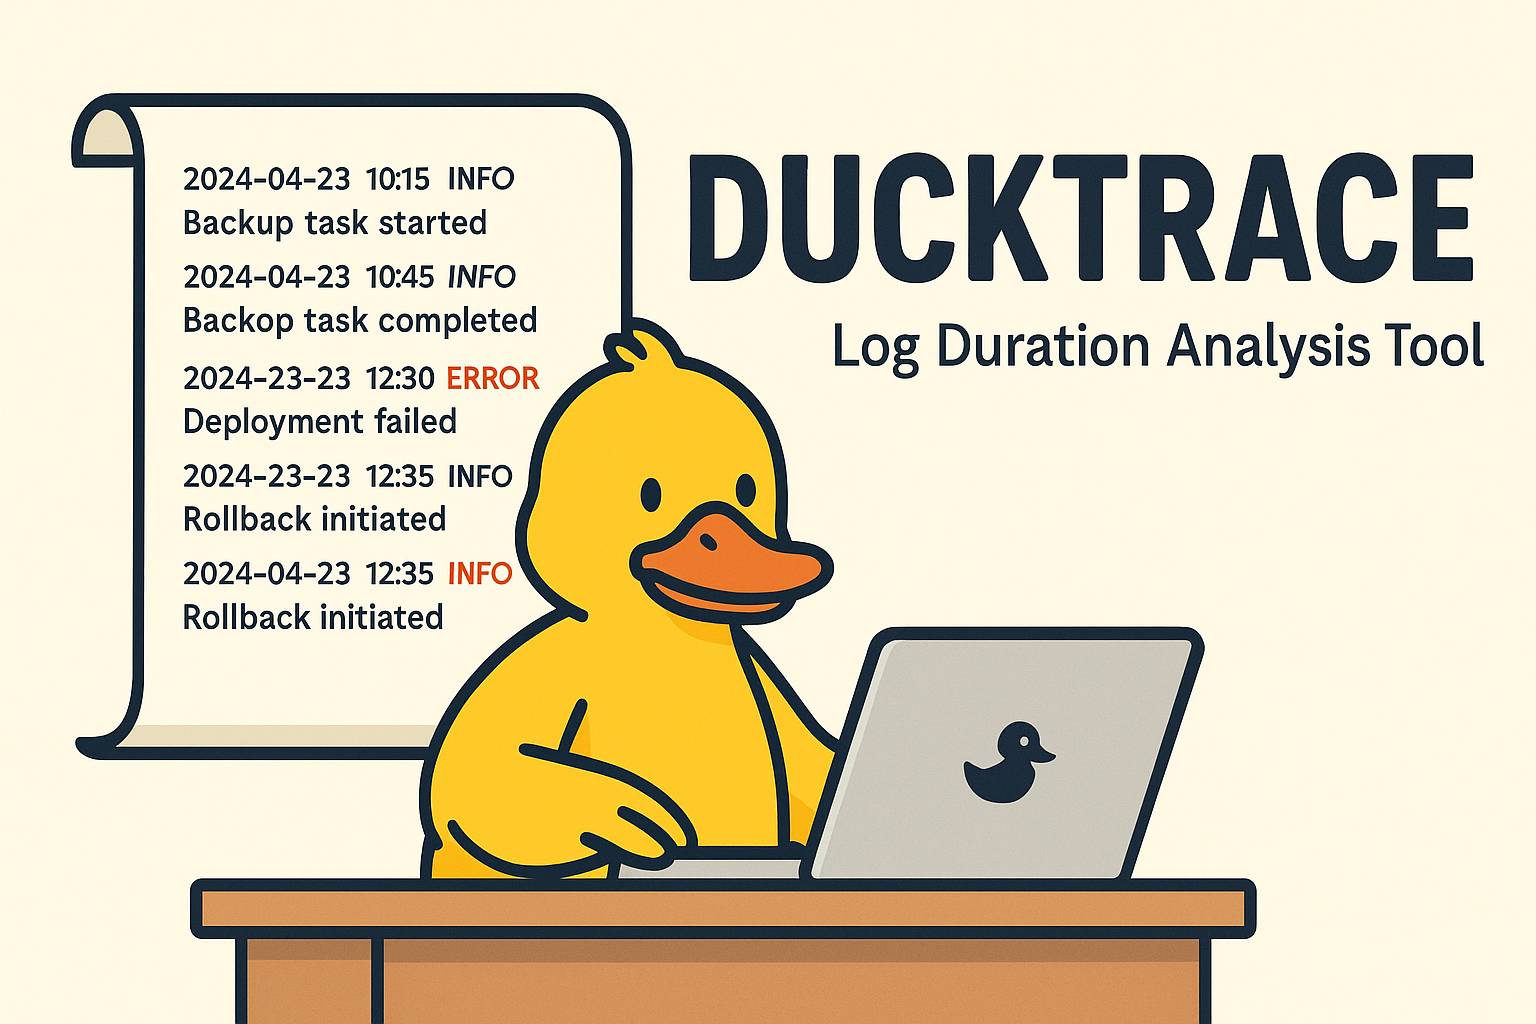 2024-04-23 10:15 INFO
Backup task started
2024-04-23 10:45 INFO
Backop task completed
2024-23-23 12:30 ERROR
Deployment failed
2024-23-23 12:35 INFO
Rollback initiated
2024-04-23 12:35 INFO
Rollback initiated
DUCKTRACE
Log Duration Analysis Tool